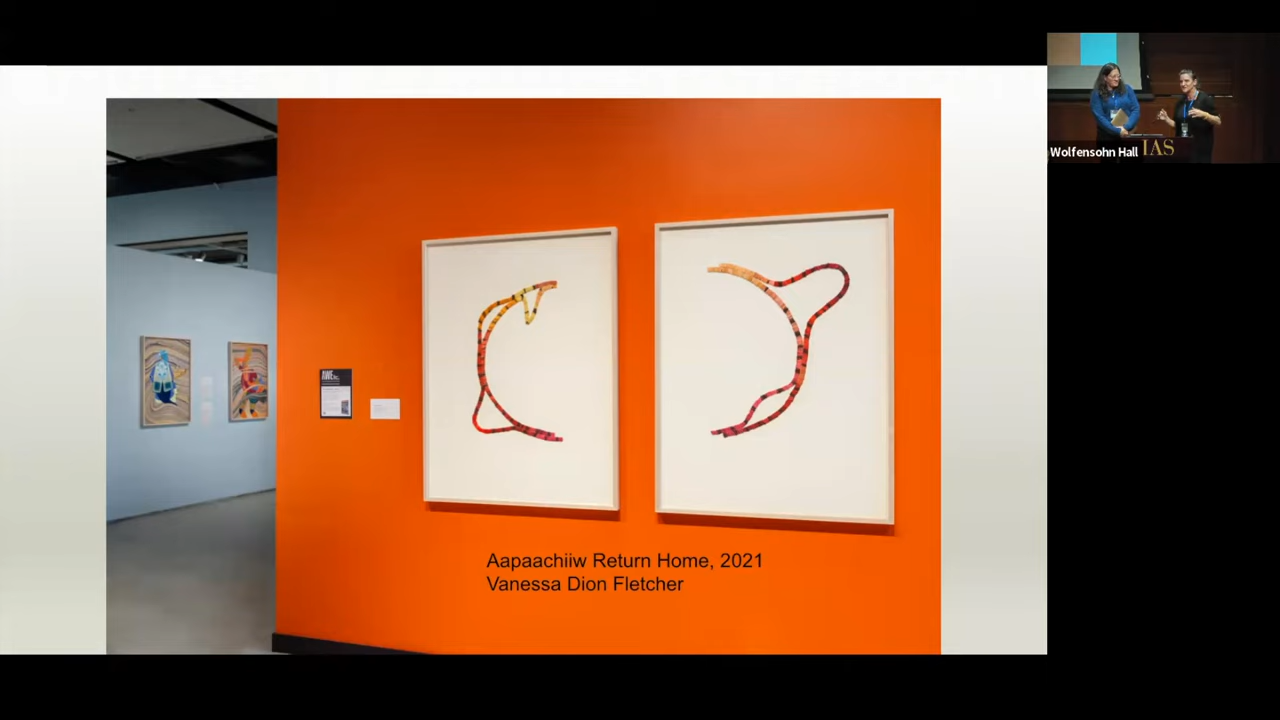 Wolfensohn Hall
IAS
Aapaachiiw Return Home, 2021
Vanessa Dion Fletcher